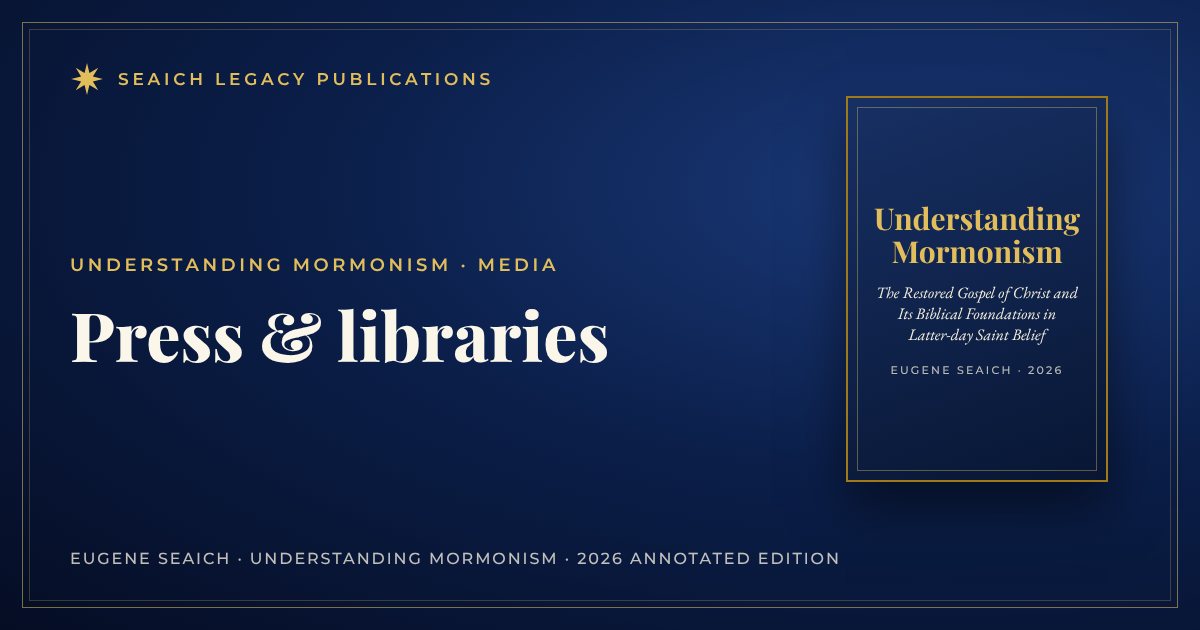 SEAICH LEGACY PUBLICATIONS
UNDERSTANDING MORMONISM · MEDIA
Press & libraries
Understanding
Mormonism
The Restored Gospel of Christ and
Its Biblical Foundations in
Latter-day Saint Belief
EUGENE SEAICH · 2026
EUGENE SEAICH · UNDERSTANDING MORMONISM · 2026 ANNOTATED EDITION